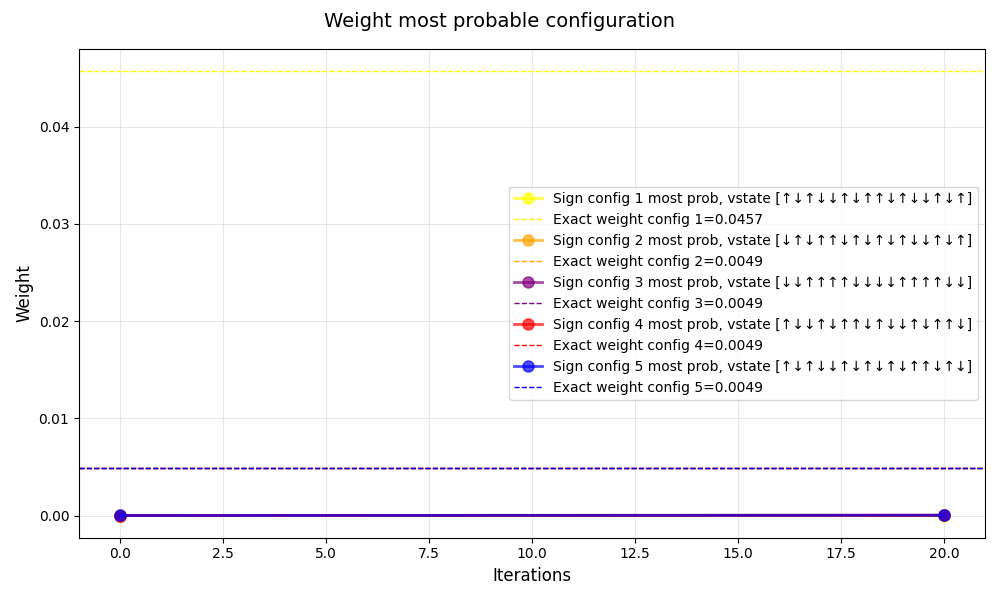 Weight most probable configuration
Weight
0.04
0.03
0.02
0.01
0.00
Sign config 1 most prob, vstate [↑↓↑↓↓↑↓↑↑↓↑↓↓↑↓↑]
Exact weight config 1=0.0457
Sign config 2 most prob, vstate [↓↑↓↑↑↓↑↓↑↓↑↓↓↑↓↑]
Exact weight config 2=0.0049
Sign config 3 most prob, vstate [↓↓↑↑↑↑↓↓↓↓↑↑↑↑↓↓]
Exact weight config 3=0.0049
Sign config 4 most prob, vstate [↑↓↓↑↓↑↑↓↑↓↓↑↓↑↑↓]
Exact weight config 4=0.0049
Sign config 5 most prob, vstate [↑↓↑↓↓↑↓↑↓↑↓↑↑↓↑↓]
Exact weight config 5=0.0049
0.0 2.5 5.0 7.5 10.0 12.5 15.0 17.5 20.0
Iterations